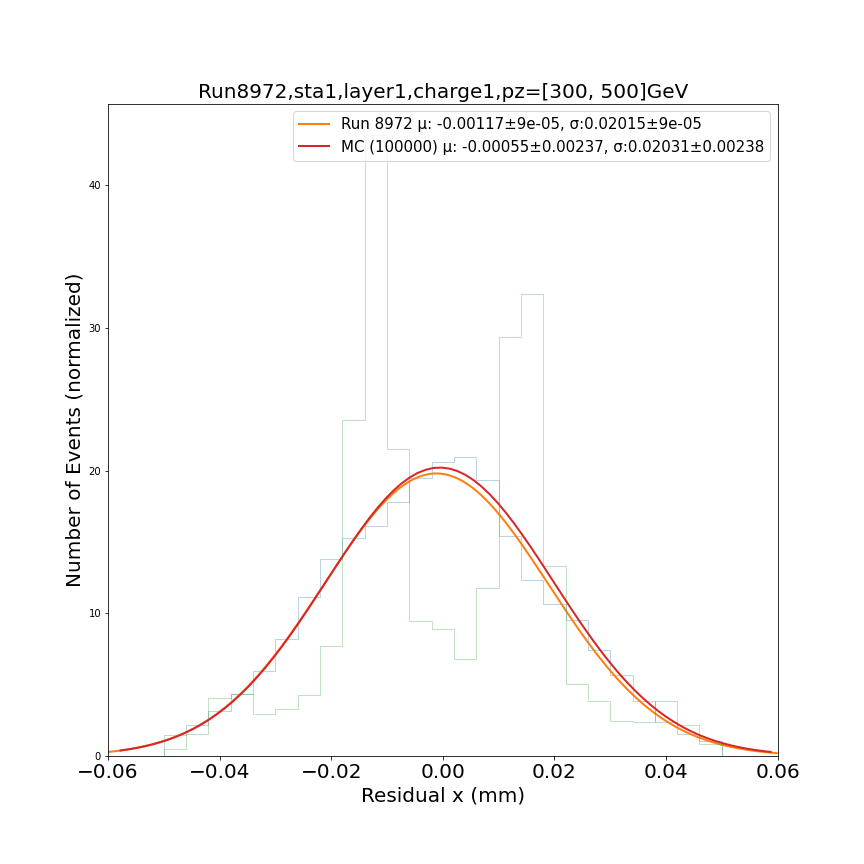 Run8972,sta1,layer1,charge1,pz=[300, 500]GeV
Run 8972 μ: -0.00117±9e-05, σ:0.02015±9e-05
MC (100000) μ: -0.00055±0.00237, σ:0.02031±0.00238
Number of Events (normalized)
40
30
20
10
0
−0.06 −0.04 −0.02 0.00 0.02 0.04 0.06
Residual x (mm)